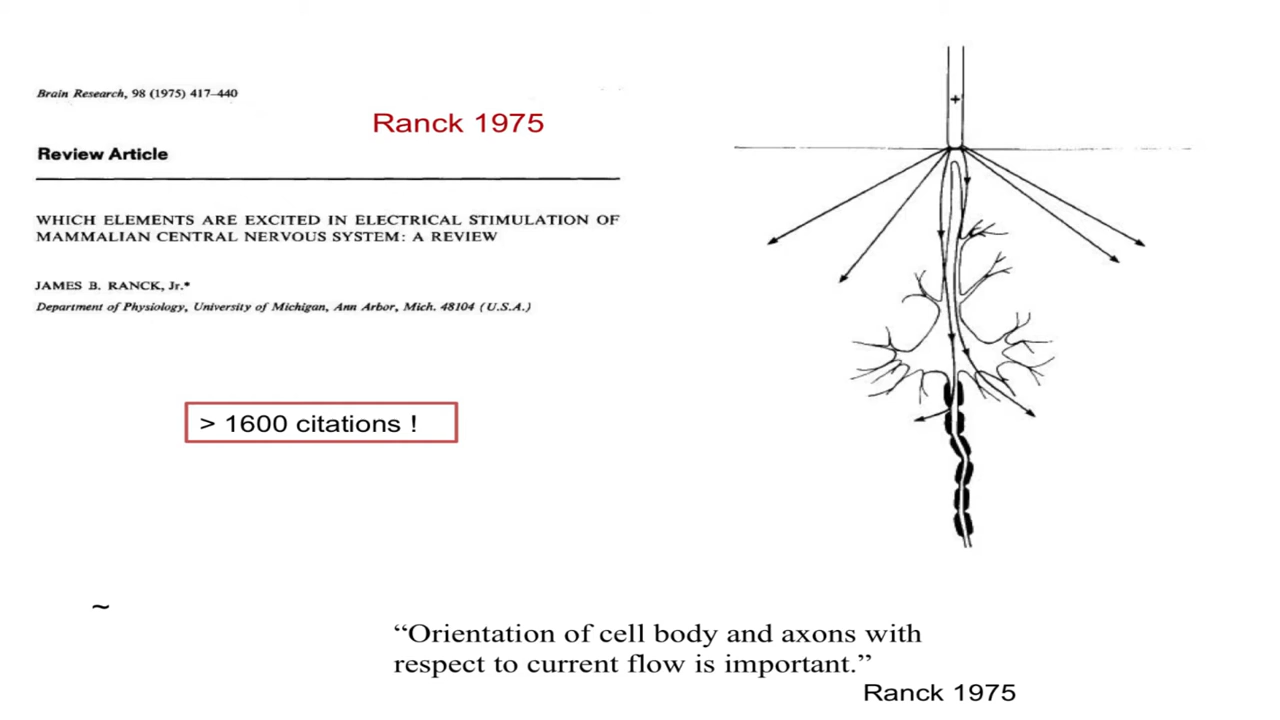 Brain Research, 98 (1975) 417–440
Ranck 1975
Review Article
WHICH ELEMENTS ARE EXCITED IN ELECTRICAL STIMULATION OF
MAMMALIAN CENTRAL NERVOUS SYSTEM: A REVIEW
JAMES B. RANCK, Jr.*
Department of Physiology, University of Michigan, Ann Arbor, Mich. 48104 (U.S.A.)
> 1600 citations !
+
~
“Orientation of cell body and axons with
respect to current flow is important.”
Ranck 1975